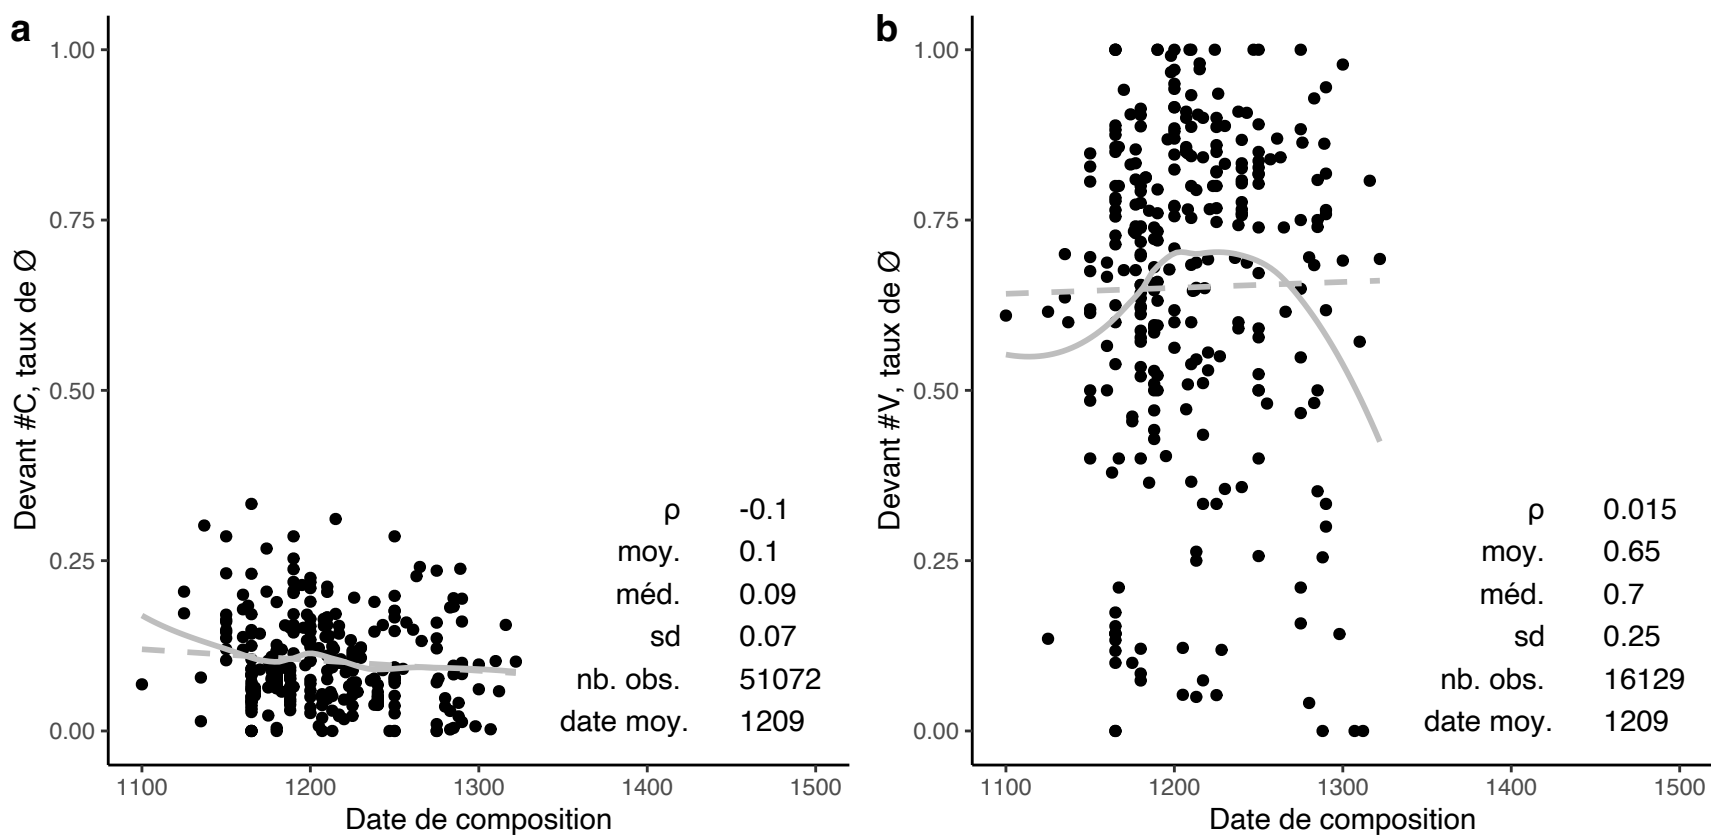 a
Devant #C, taux de Ø
1.00
0.75
0.50
0.25
0.00
ρ -0.1
moy. 0.1
méd. 0.09
sd 0.07
nb. obs. 51072
date moy. 1209
1100 1200 1300 1400 1500
Date de composition
b
Devant #V, taux de Ø
1.00
0.75
0.50
0.25
0.00
ρ 0.015
moy. 0.65
méd. 0.7
sd 0.25
nb. obs. 16129
date moy. 1209
1100 1200 1300 1400 1500
Date de composition